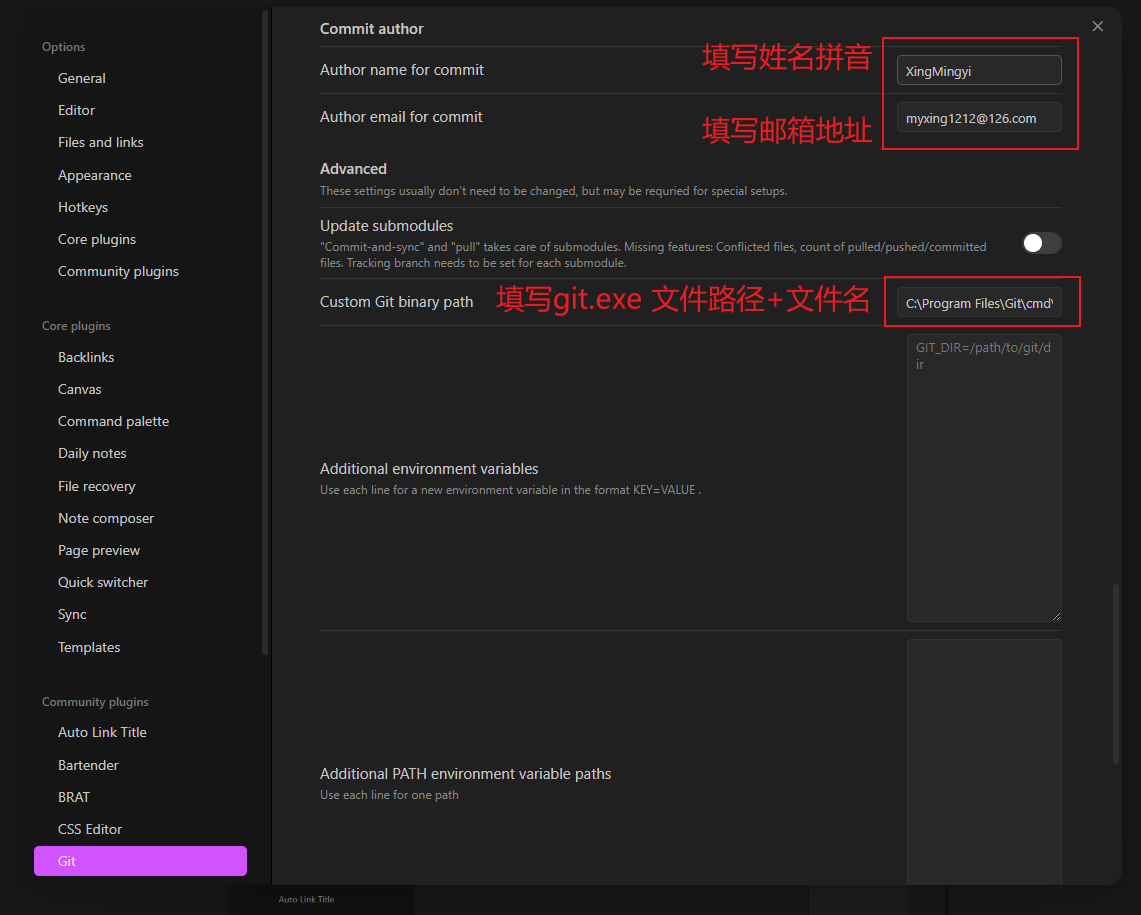 Options
General
Editor
Files and links
Appearance
Hotkeys
Core plugins
Community plugins
Core plugins
Backlinks
Canvas
Command palette
Daily notes
File recovery
Note composer
Page preview
Quick switcher
Sync
Templates
Community plugins
Auto Link Title
Bartender
BRAT
CSS Editor
Git
Commit author
Author name for commit
填写姓名拼音
XingMingyi
Author email for commit
填写邮箱地址
myxing1212@126.com
Advanced
These settings usually don't need to be changed, but may be requried for special setups.
Update submodules
"Commit-and-sync" and "pull" takes care of submodules. Missing features: Conflicted files, count of pulled/pushed/committed
files. Tracking branch needs to be set for each submodule.
Custom Git binary path
填写git.exe 文件路径+文件名
C:\Program Files\Git\cmd\
GIT_DIR=/path/to/git/d
ir
Additional environment variables
Use each line for a new environment variable in the format KEY=VALUE .
Additional PATH environment variable paths
Use each line for one path
Auto Link Title